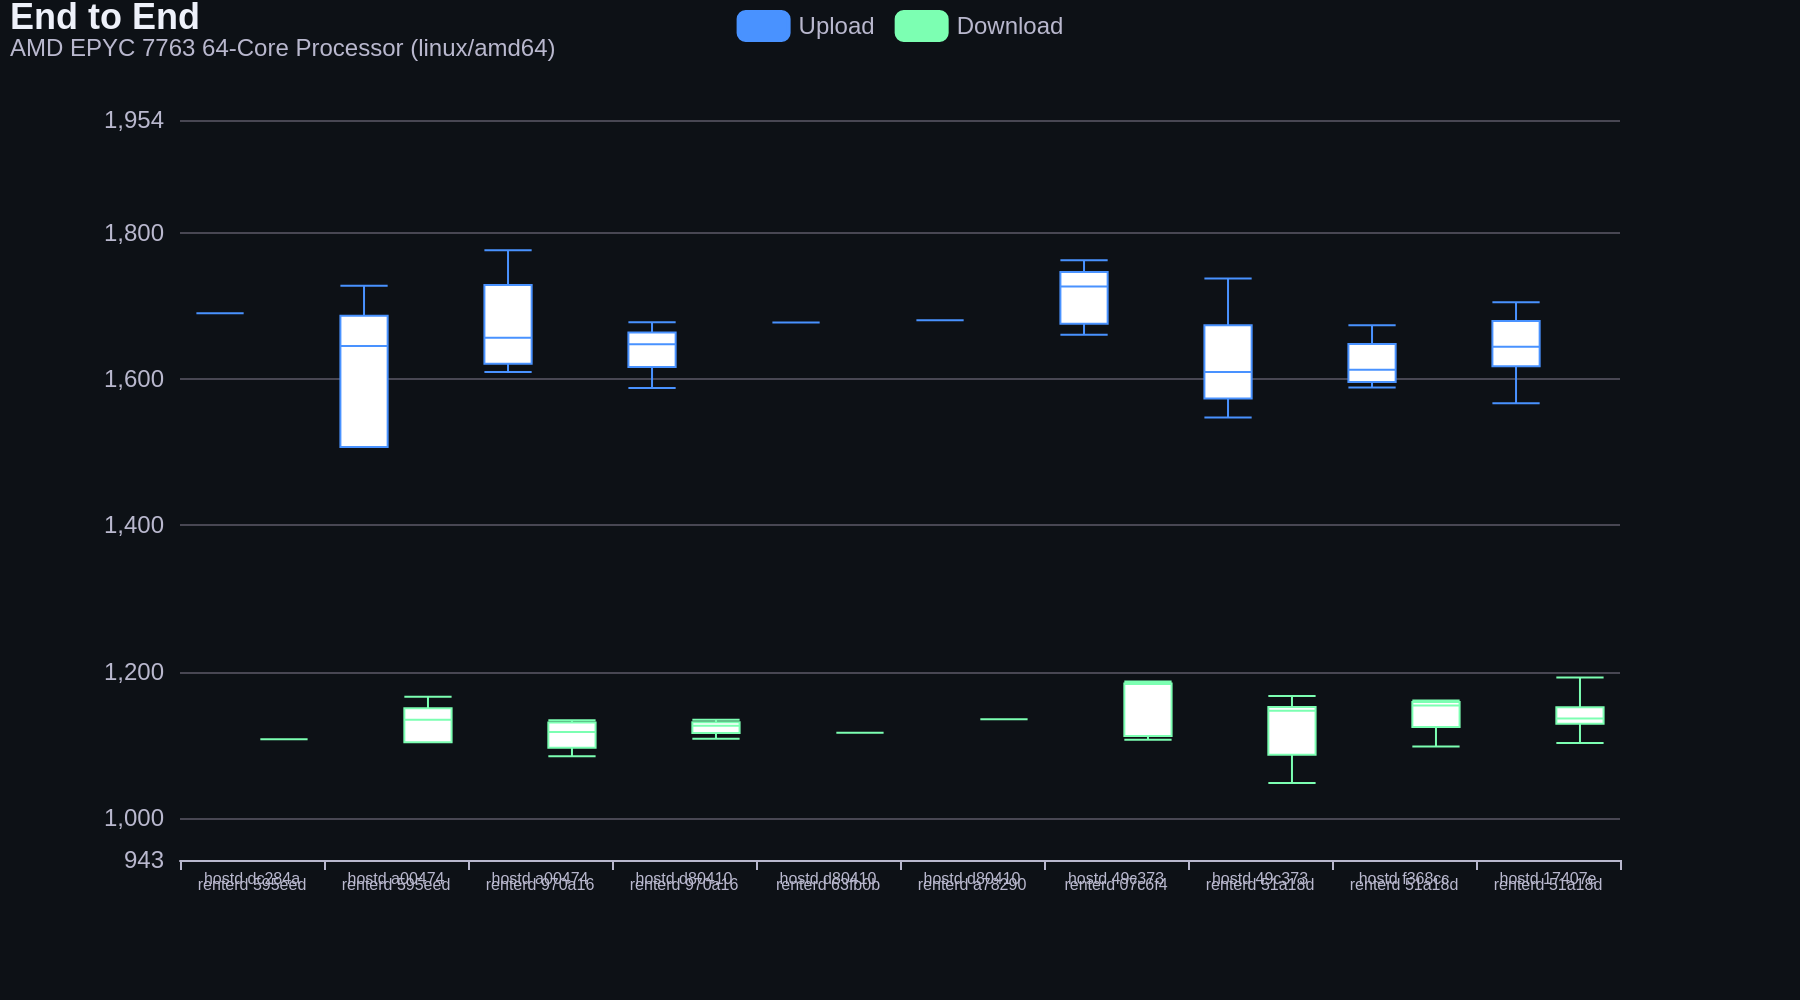 End to End
AMD EPYC 7763 64-Core Processor (linux/amd64)
Upload
Download
1,954
1,800
1,600
1,400
1,200
1,000
943
hostd dc284a
renterd 595eed
hostd a00474
renterd 595eed
hostd a00474
renterd 970a16
hostd d80410
renterd 970a16
hostd d80410
renterd 63fb0b
hostd d80410
renterd a78290
hostd 49c373
renterd 07c6f4
hostd 49c373
renterd 51a18d
hostd f368cc
renterd 51a18d
hostd 17407e
renterd 51a18d